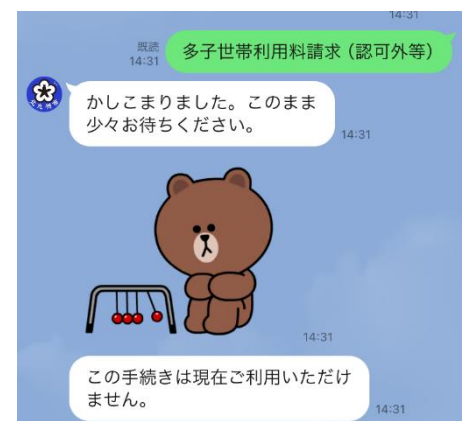 14:31
既読
14:31
多子世帯利用料請求（認可外等）
かしこまりました。このまま
少々お待ちください。
14:31
14:31
この手続きは現在ご利用いただけ
ません。
14:31